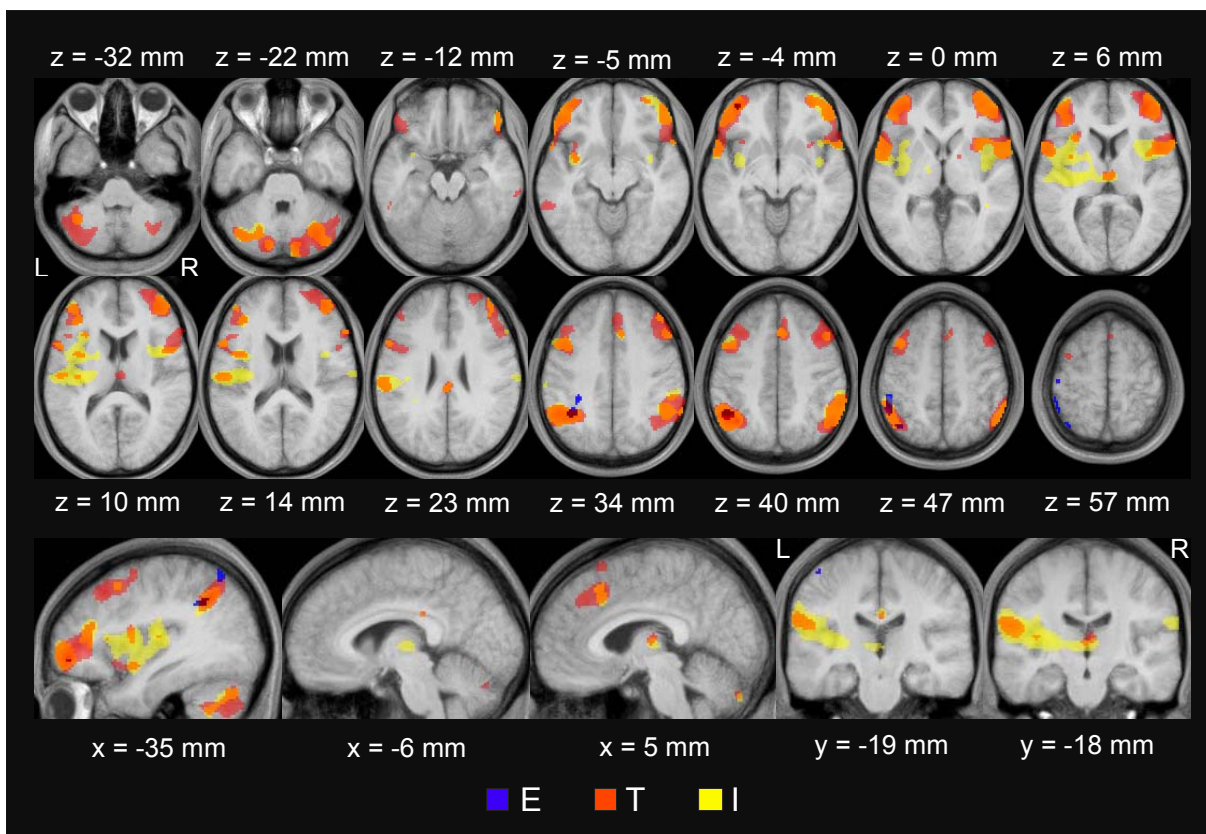 z = -32 mm z = -22 mm z = -12 mm z = -5 mm z = -4 mm z = 0 mm z = 6 mm
L R
z = 10 mm z = 14 mm z = 23 mm z = 34 mm z = 40 mm z = 47 mm z = 57 mm
L R
x = -35 mm x = -6 mm x = 5 mm y = -19 mm y = -18 mm
E T I